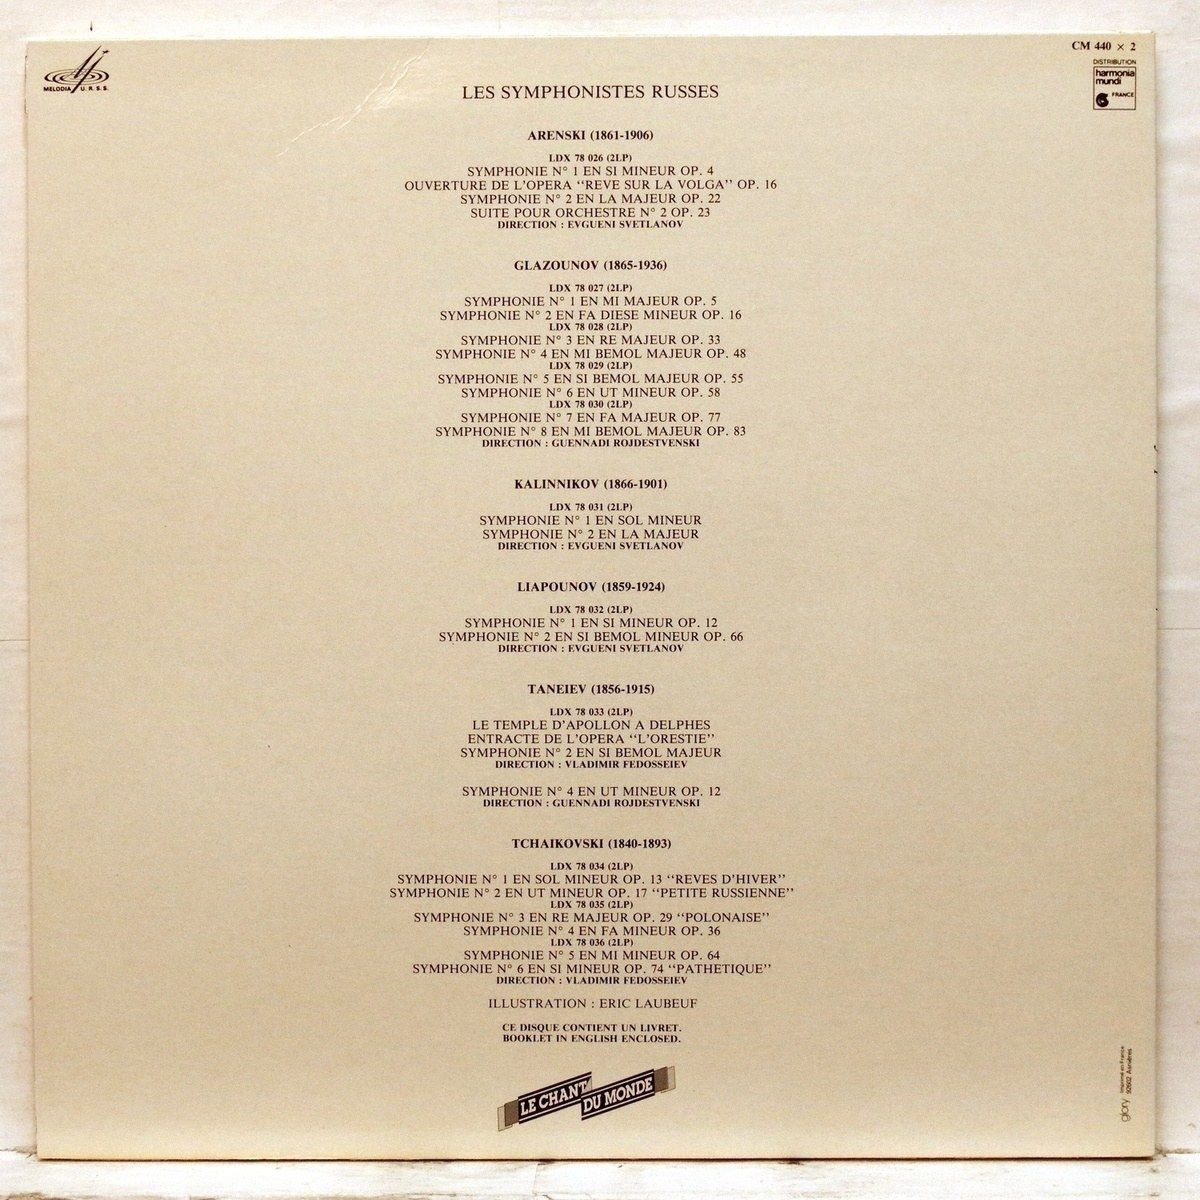 MELODIA U.R.S.S.
CM 440 × 2
DISTRIBUTION
harmonia
mundi
FRANCE
LES SYMPHONISTES RUSSES
ARENSKI (1861-1906)
LDX 78 026 (2LP)
SYMPHONIE N° 1 EN SI MINEUR OP. 4
OUVERTURE DE L'OPERA "REVE SUR LA VOLGA" OP. 16
SYMPHONIE N° 2 EN LA MAJEUR OP. 22
SUITE POUR ORCHESTRE N° 2 OP. 23
DIRECTION : EVGUENI SVETLANOV
GLAZOUNOV (1865-1936)
LDX 78 027 (2LP)
SYMPHONIE N° 1 EN MI MAJEUR OP. 5
SYMPHONIE N° 2 EN FA DIESE MINEUR OP. 16
LDX 78 028 (2LP)
SYMPHONIE N° 3 EN RE MAJEUR OP. 33
SYMPHONIE N° 4 EN MI BEMOL MAJEUR OP. 48
LDX 78 029 (2LP)
SYMPHONIE N° 5 EN SI BEMOL MAJEUR OP. 55
SYMPHONIE N° 6 EN UT MINEUR OP. 58
LDX 78 030 (2LP)
SYMPHONIE N° 7 EN FA MAJEUR OP. 77
SYMPHONIE N° 8 EN MI BEMOL MAJEUR OP. 83
DIRECTION : GUENNADI ROJDESTVENSKI
KALINNIKOV (1866-1901)
LDX 78 031 (2LP)
SYMPHONIE N° 1 EN SOL MINEUR
SYMPHONIE N° 2 EN LA MAJEUR
DIRECTION : EVGUENI SVETLANOV
LIAPOUNOV (1859-1924)
LDX 78 032 (2LP)
SYMPHONIE N° 1 EN SI MINEUR OP. 12
SYMPHONIE N° 2 EN SI BEMOL MINEUR OP. 66
DIRECTION : EVGUENI SVETLANOV
TANEIEV (1856-1915)
LDX 78 033 (2LP)
LE TEMPLE D'APOLLON A DELPHES
ENTRACTE DE L'OPERA "L'ORESTIE"
SYMPHONIE N° 2 EN SI BEMOL MAJEUR
DIRECTION : VLADIMIR FEDOSSEIEV
SYMPHONIE N° 4 EN UT MINEUR OP. 12
DIRECTION : GUENNADI ROJDESTVENSKI
TCHAIKOVSKI (1840-1893)
LDX 78 034 (2LP)
SYMPHONIE N° 1 EN SOL MINEUR OP. 13 "REVES D'HIVER"
SYMPHONIE N° 2 EN UT MINEUR OP. 17 "PETITE RUSSIENNE"
LDX 78 035 (2LP)
SYMPHONIE N° 3 EN RE MAJEUR OP. 29 "POLONAISE"
SYMPHONIE N° 4 EN FA MINEUR OP. 36
LDX 78 036 (2LP)
SYMPHONIE N° 5 EN MI MINEUR OP. 64
SYMPHONIE N° 6 EN SI MINEUR OP. 74 "PATHETIQUE"
DIRECTION : VLADIMIR FEDOSSEIEV
ILLUSTRATION : ERIC LAUBEUF
CE DISQUE CONTIENT UN LIVRET.
BOOKLET IN ENGLISH ENCLOSED.
LE CHANT
DU MONDE
glory
Imprimé en France
92602 Asnières